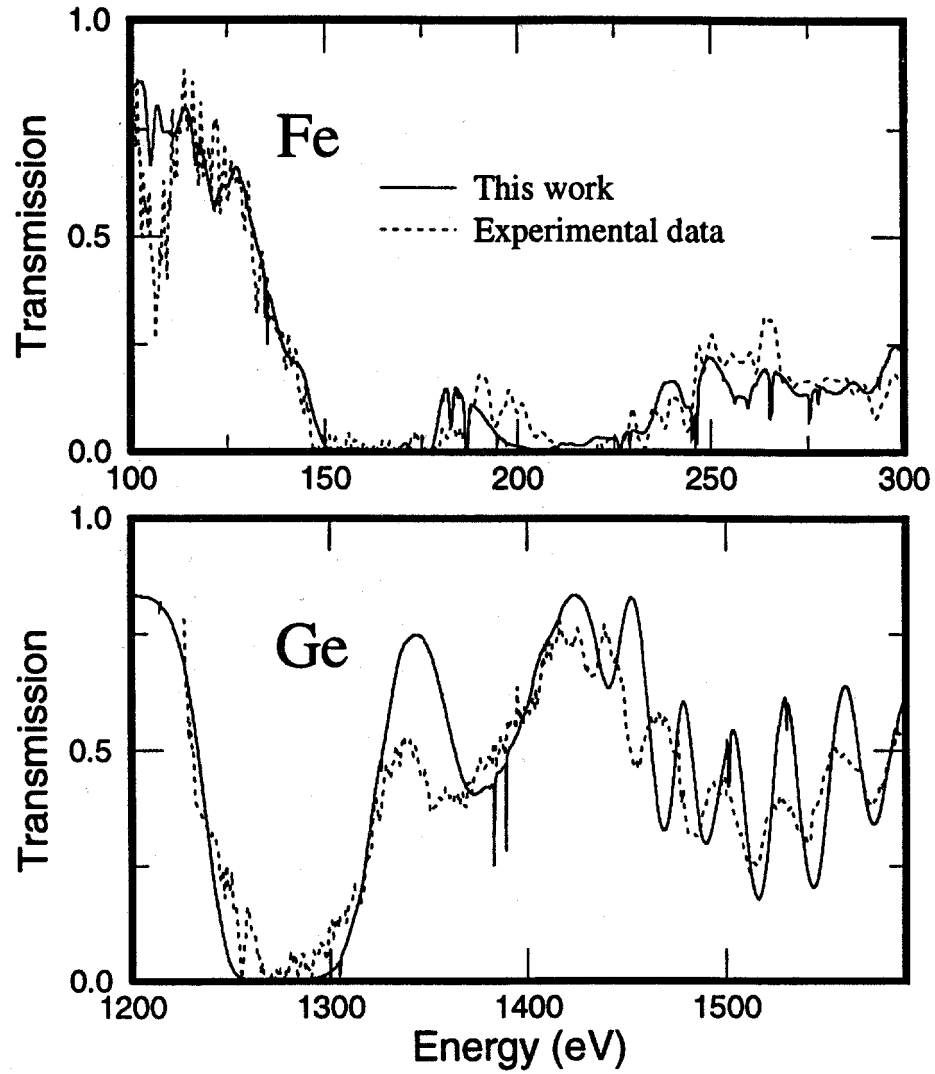 1.0
Fe
This work
Experimental data
Transmission
0.5
0.0
100 150 200 250 300
1.0
Ge
Transmission
0.5
0.0
1200 1300 1400 1500
Energy (eV)